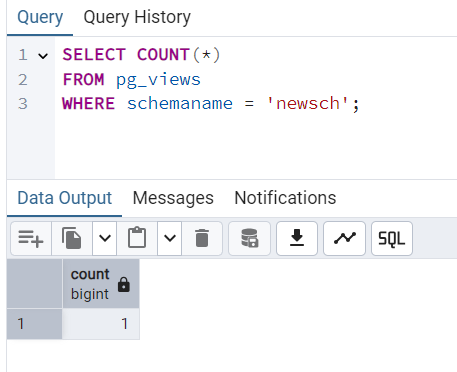 Query Query History
1 SELECT COUNT(*)
2 FROM pg_views
3 WHERE schemaname = 'newsch';
Data Output Messages Notifications
SQL
count
bigint
1 1